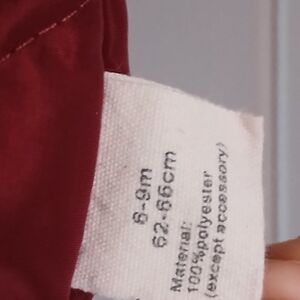 6-9m
62-66cm
Material:
100%polyester
(except accessory)